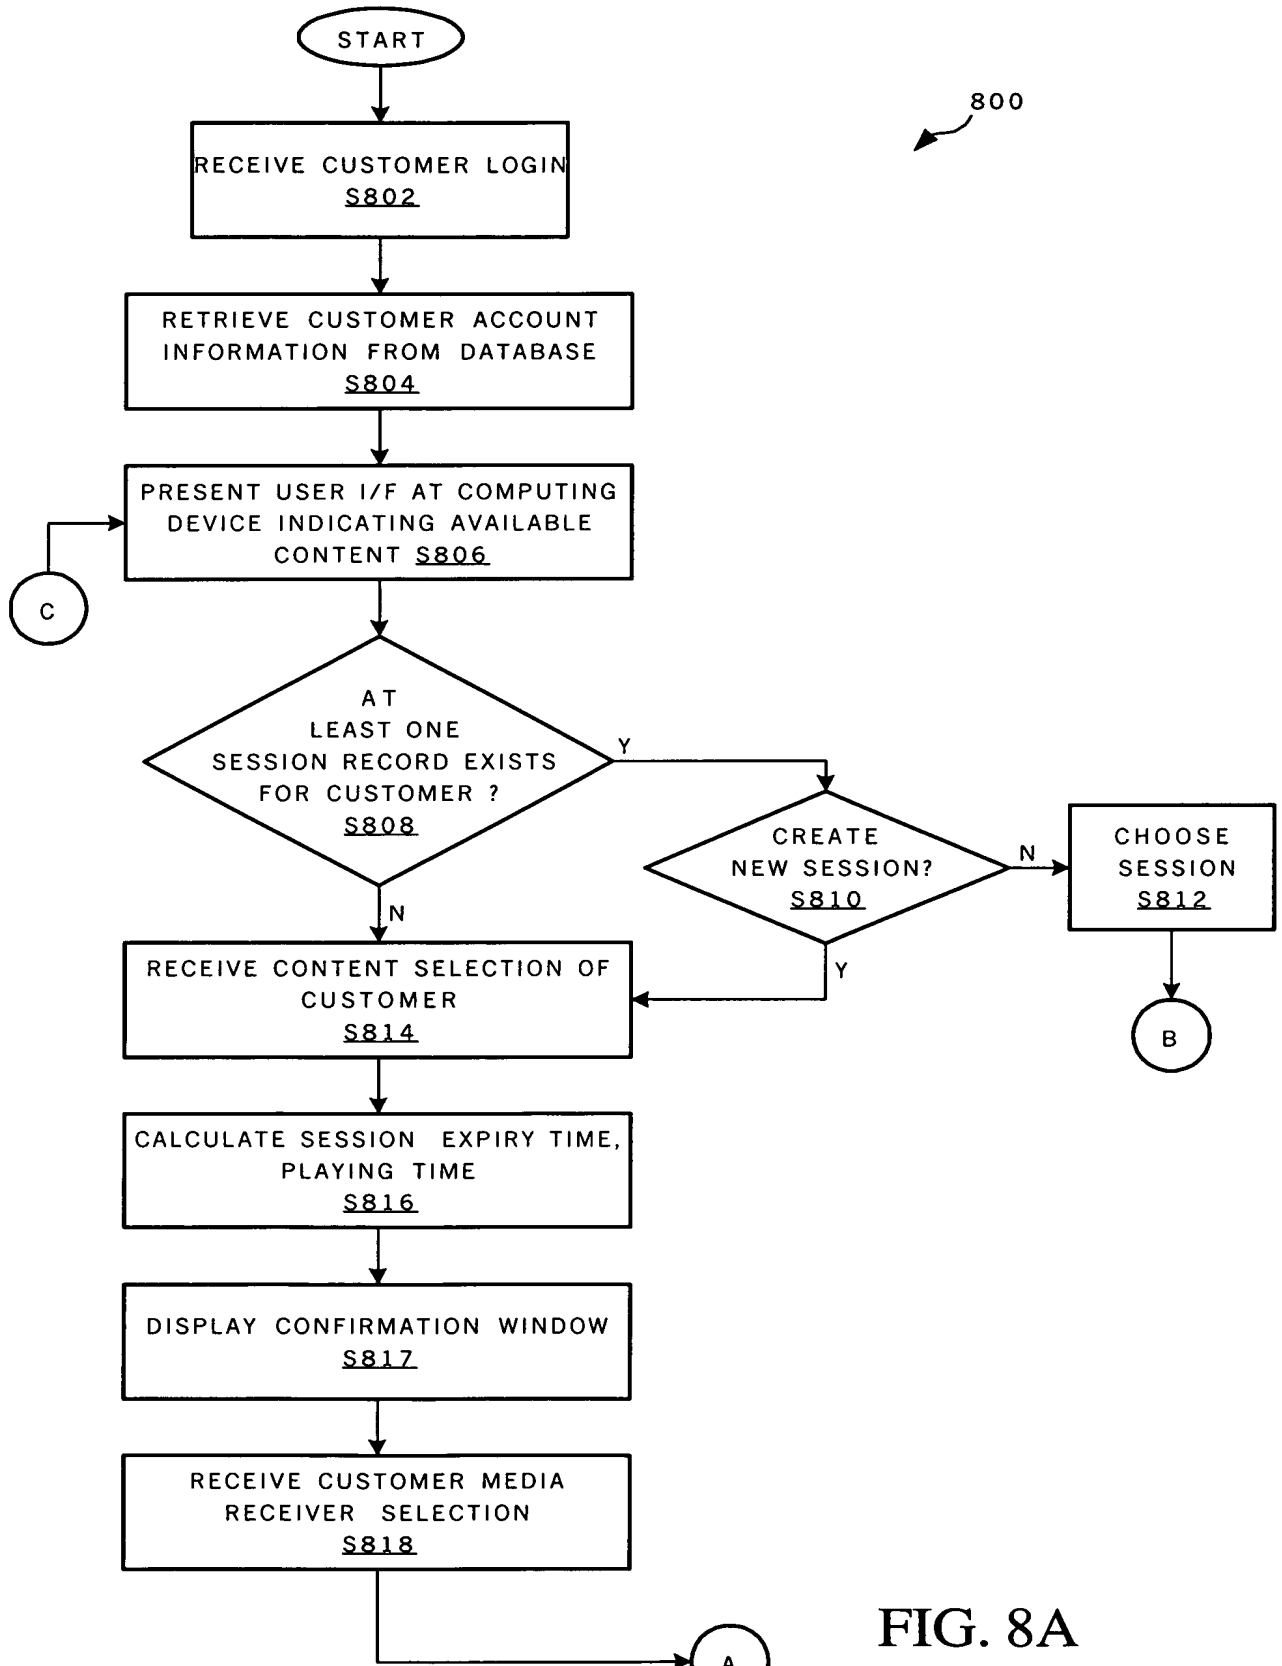 START
800
RECEIVE CUSTOMER LOGIN
S802
RETRIEVE CUSTOMER ACCOUNT
INFORMATION FROM DATABASE
S804
PRESENT USER I/F AT COMPUTING
DEVICE INDICATING AVAILABLE
CONTENT S806
C
AT
LEAST ONE
SESSION RECORD EXISTS
FOR CUSTOMER ?
S808
Y
N
CREATE
NEW SESSION?
S810
N
Y
CHOOSE
SESSION
S812
B
RECEIVE CONTENT SELECTION OF
CUSTOMER
S814
CALCULATE SESSION EXPIRY TIME,
PLAYING TIME
S816
DISPLAY CONFIRMATION WINDOW
S817
RECEIVE CUSTOMER MEDIA
RECEIVER SELECTION
S818
A
FIG. 8A